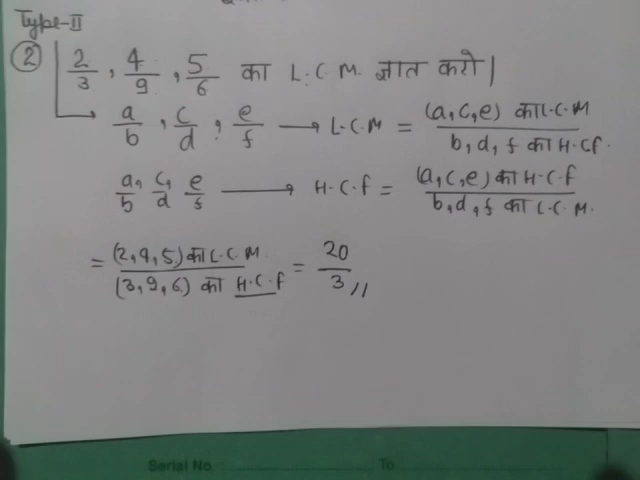 Type-II
② 2/3, 4/9, 5/6 का L.C.M. ज्ञात करो|
a/b, c/d, e/f → L.C.M = (a,c,e) का L.C.M / b,d,f का H.Cf.
a/b, c/d e/f → H.C.f = (a,c,e) का H.C.f / b,d,f का L.C.M.
= (2,4,5) का L.C.M. / (3,9,6) का H.C.f = 20/3 //
Serial No. To